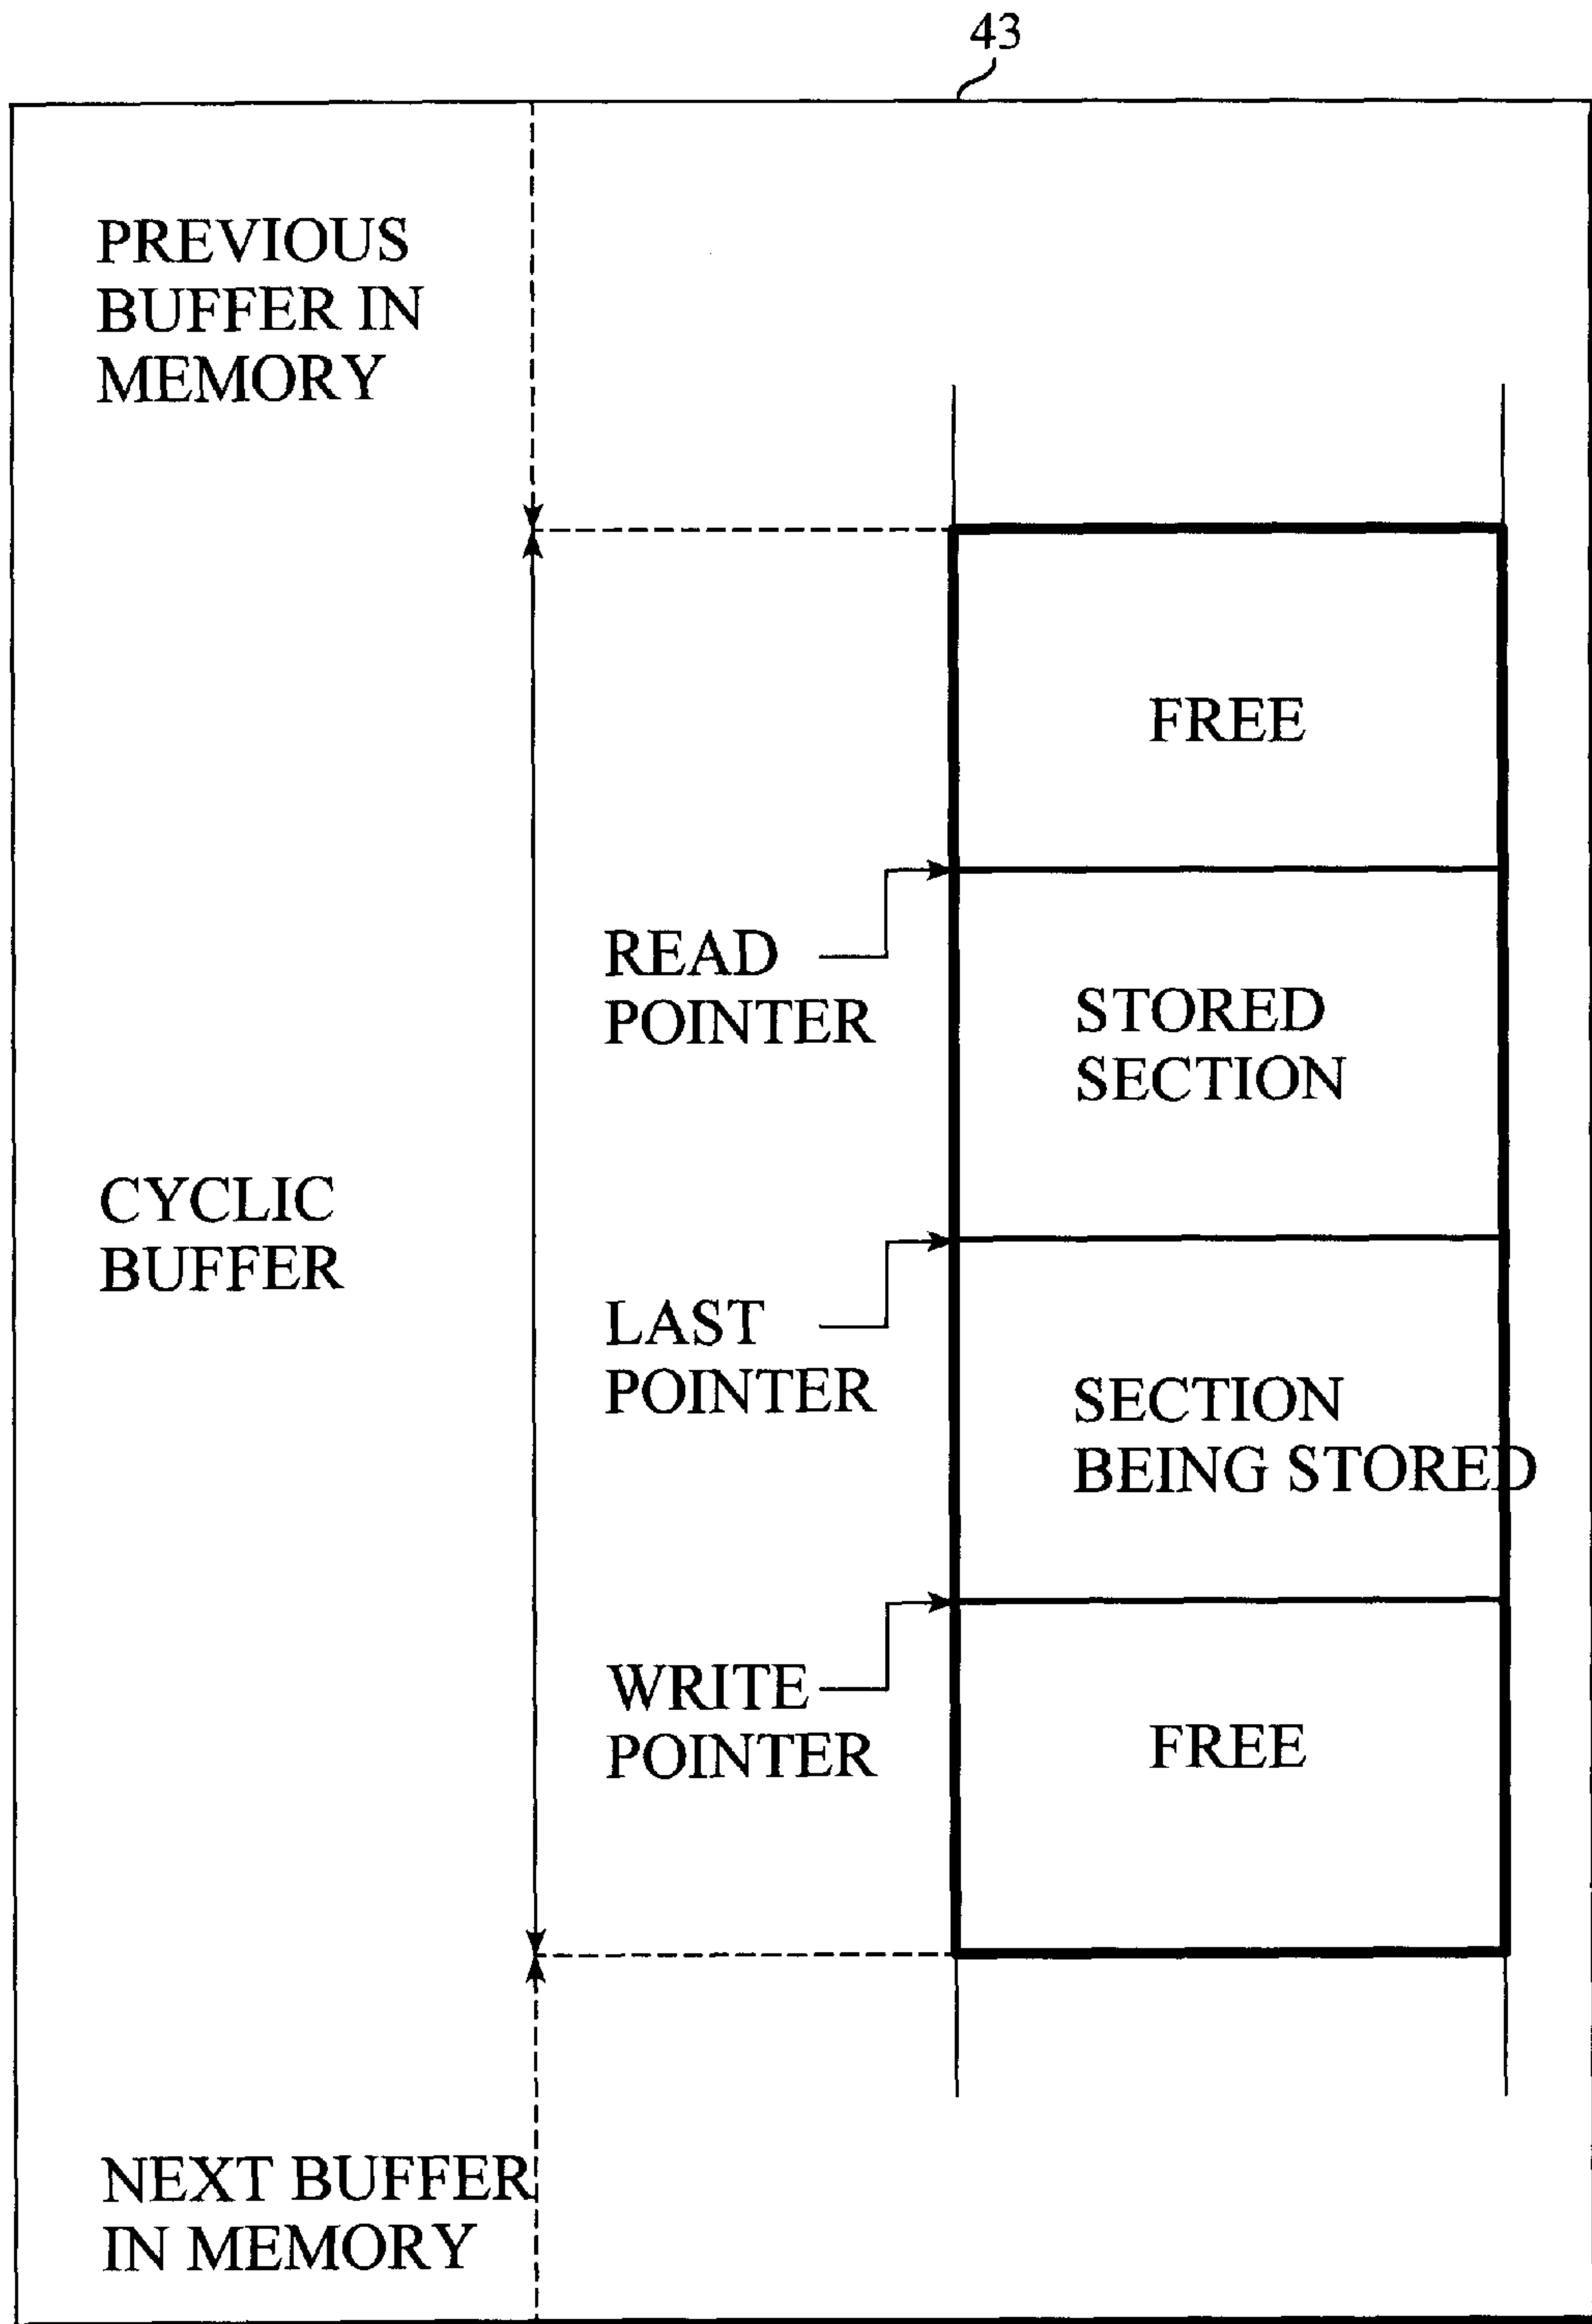 43
PREVIOUS
BUFFER IN
MEMORY
FREE
READ
POINTER
STORED
SECTION
CYCLIC
BUFFER
LAST
POINTER
SECTION
BEING STORED
WRITE
POINTER
FREE
NEXT BUFFER
IN MEMORY